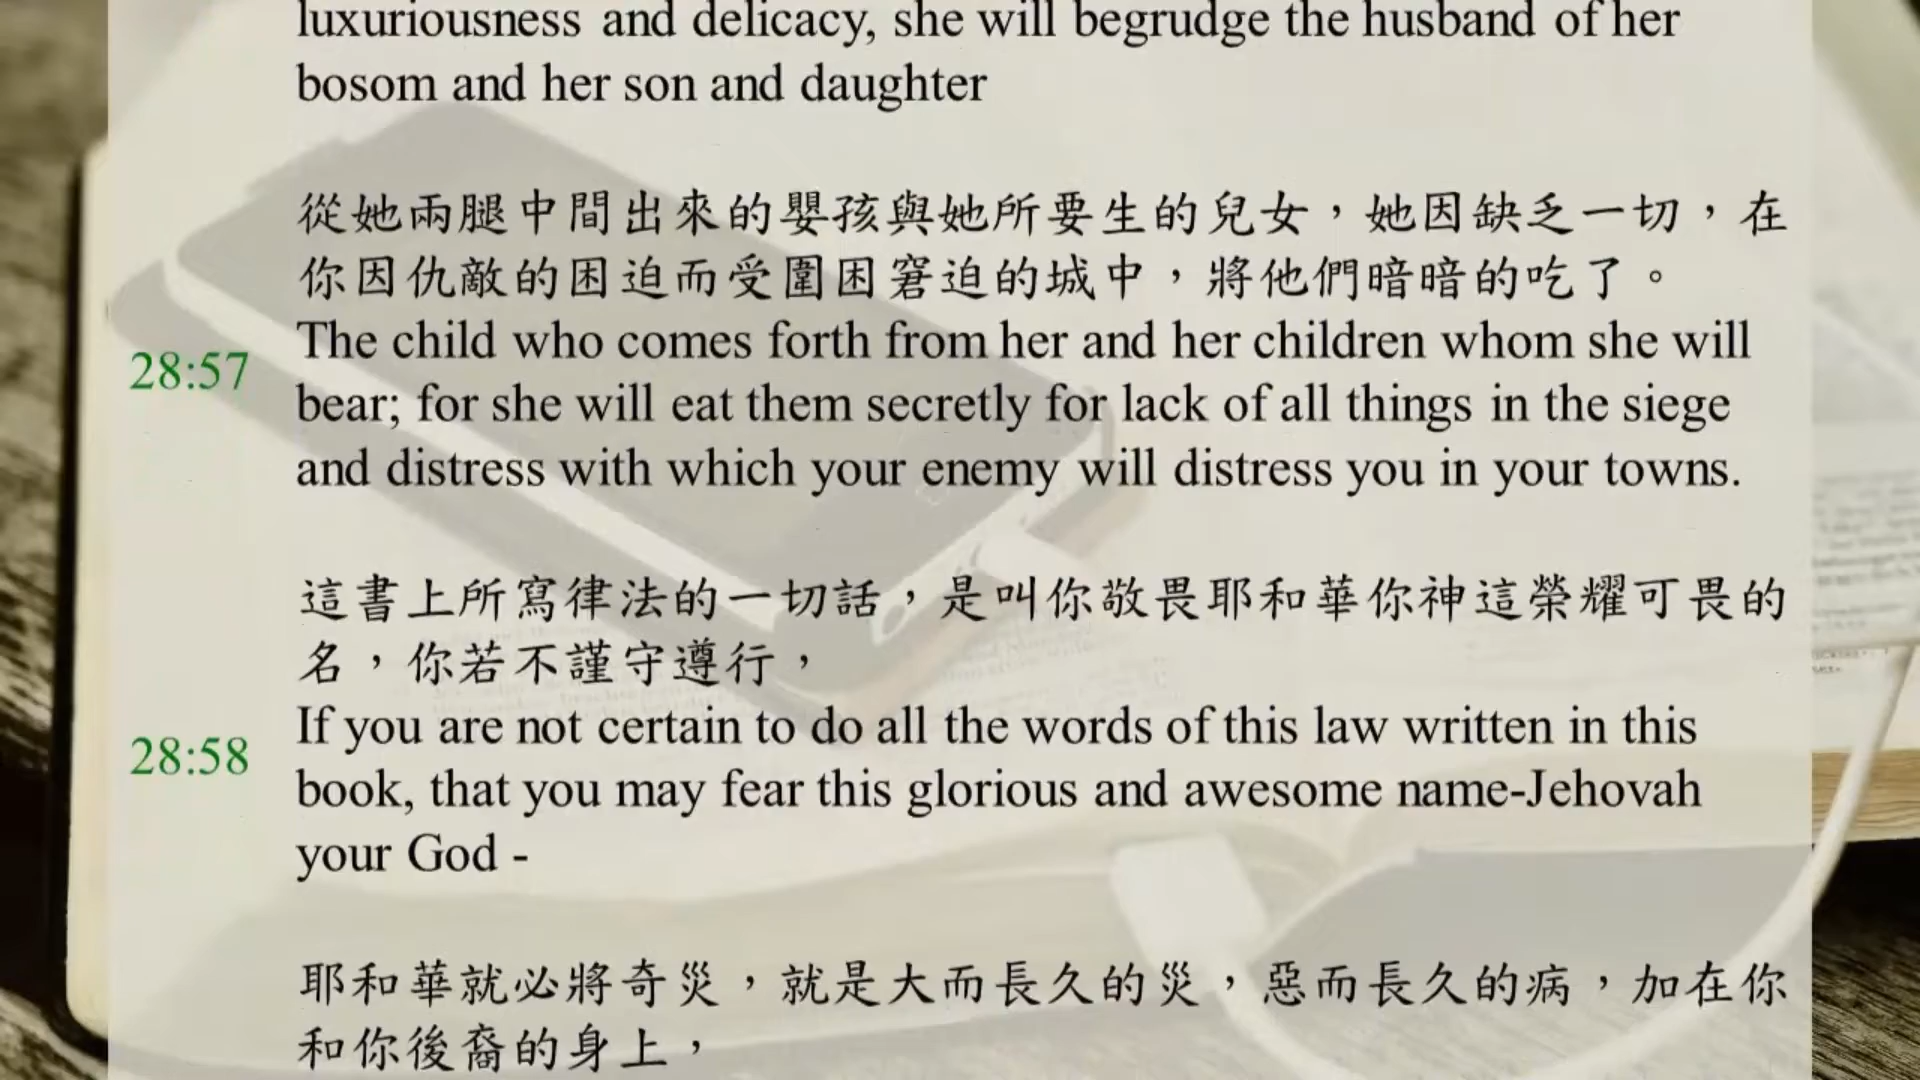 luxuriousness and delicacy, she will begrudge the husband of her
bosom and her son and daughter
從她兩腿中間出來的嬰孩與她所要生的兒女，她因缺乏一切，在
你因仇敵的困迫而受圍困窘迫的城中，將他們暗暗的吃了。
28:57
The child who comes forth from her and her children whom she will
bear; for she will eat them secretly for lack of all things in the siege
and distress with which your enemy will distress you in your towns.
這書上所寫律法的一切話，是叫你敬畏耶和華你神這榮耀可畏的
名，你若不謹守遵行，
28:58
If you are not certain to do all the words of this law written in this
book, that you may fear this glorious and awesome name-Jehovah
your God -
耶和華就必將奇災，就是大而長久的災，惡而長久的病，加在你
和你後裔的身上，